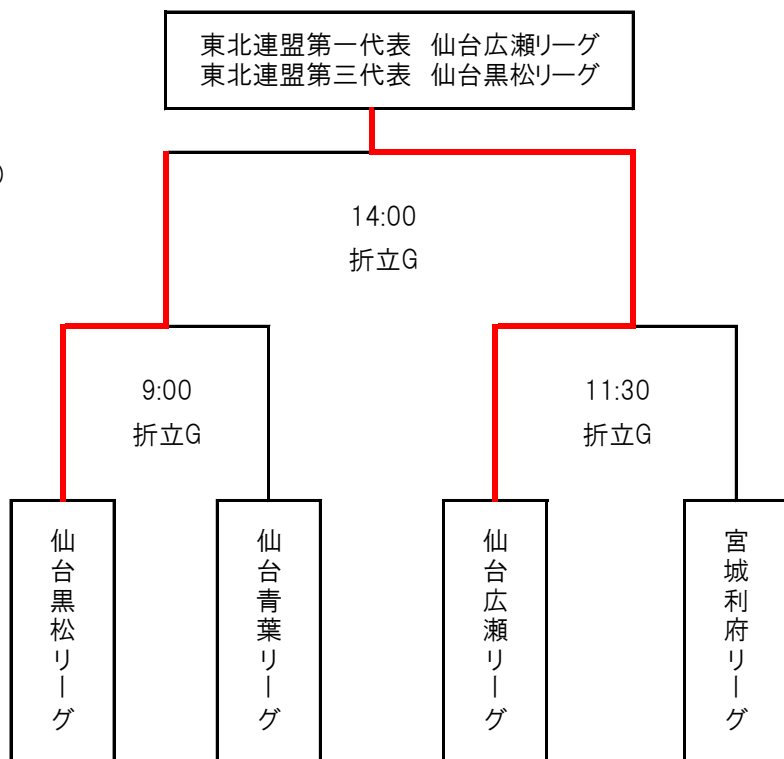 東北連盟第一代表 仙台広瀬リーグ
東北連盟第三代表 仙台黒松リーグ
)
14:00
折立G
9:00
折立G
11:30
折立G
仙台黒松リーグ
仙台青葉リーグ
仙台広瀬リーグ
宮城利府リーグ